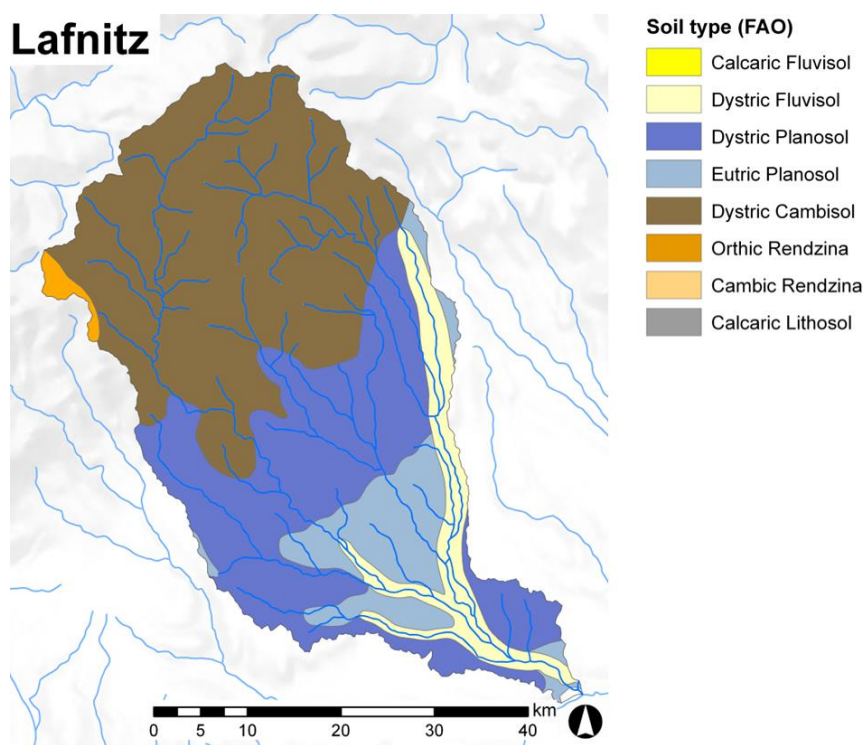 Lafnitz
Soil type (FAO)
Calcaric Fluvisol
Dystric Fluvisol
Dystric Planosol
Eutric Planosol
Dystric Cambisol
Orthic Rendzina
Cambic Rendzina
Calcaric Lithosol
km
0 5 10 20 30 40